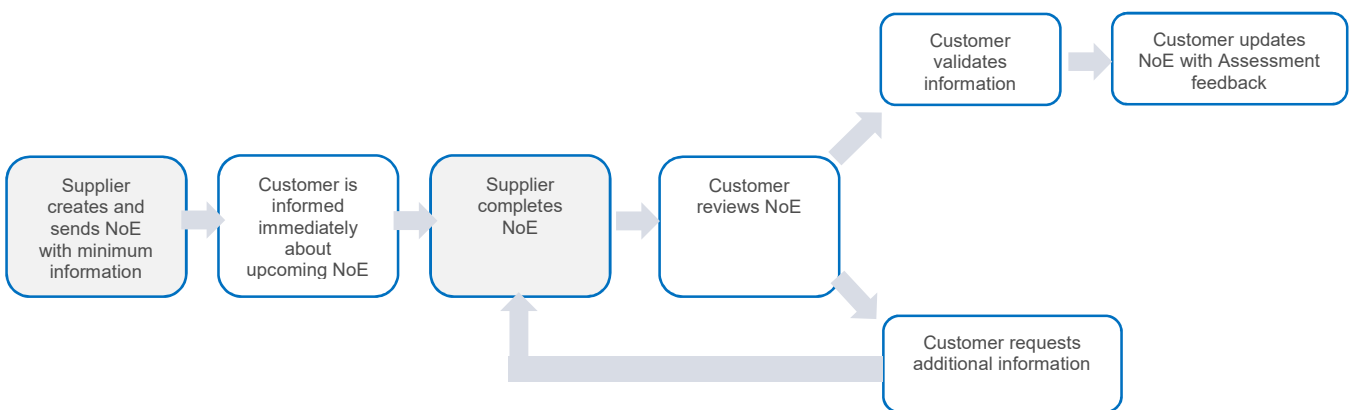 Supplier
creates and
sends NoE
with minimum
information
Customer is
informed
immediately
about
upcoming NoE
Supplier
completes
NoE
Customer
reviews NoE
Customer
validates
information
Customer updates
NoE with Assessment
feedback
Customer requests
additional information